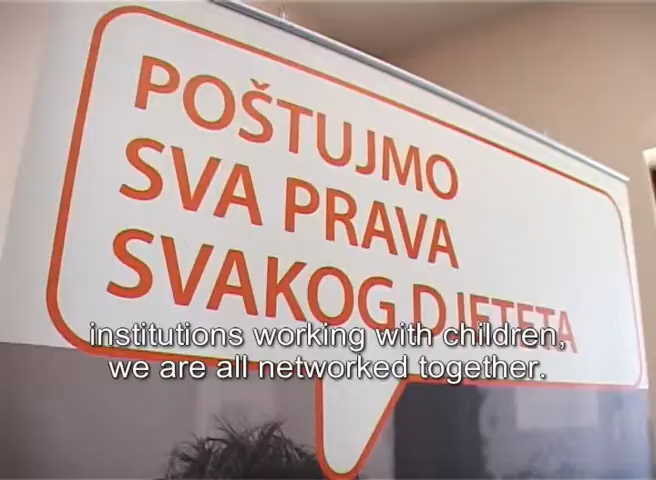 POŠTUJMO
SVA PRAVA
SVAKOG DJETETA
institutions working with children,
we are all networked together.